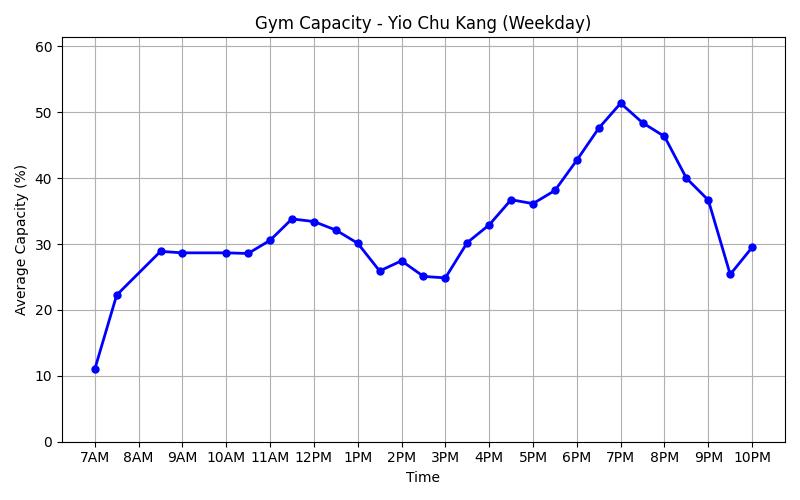 Gym Capacity - Yio Chu Kang (Weekday)
Average Capacity (%)
60
50
40
30
20
10
0
7AM 8AM 9AM 10AM 11AM 12PM 1PM 2PM 3PM 4PM 5PM 6PM 7PM 8PM 9PM 10PM
Time